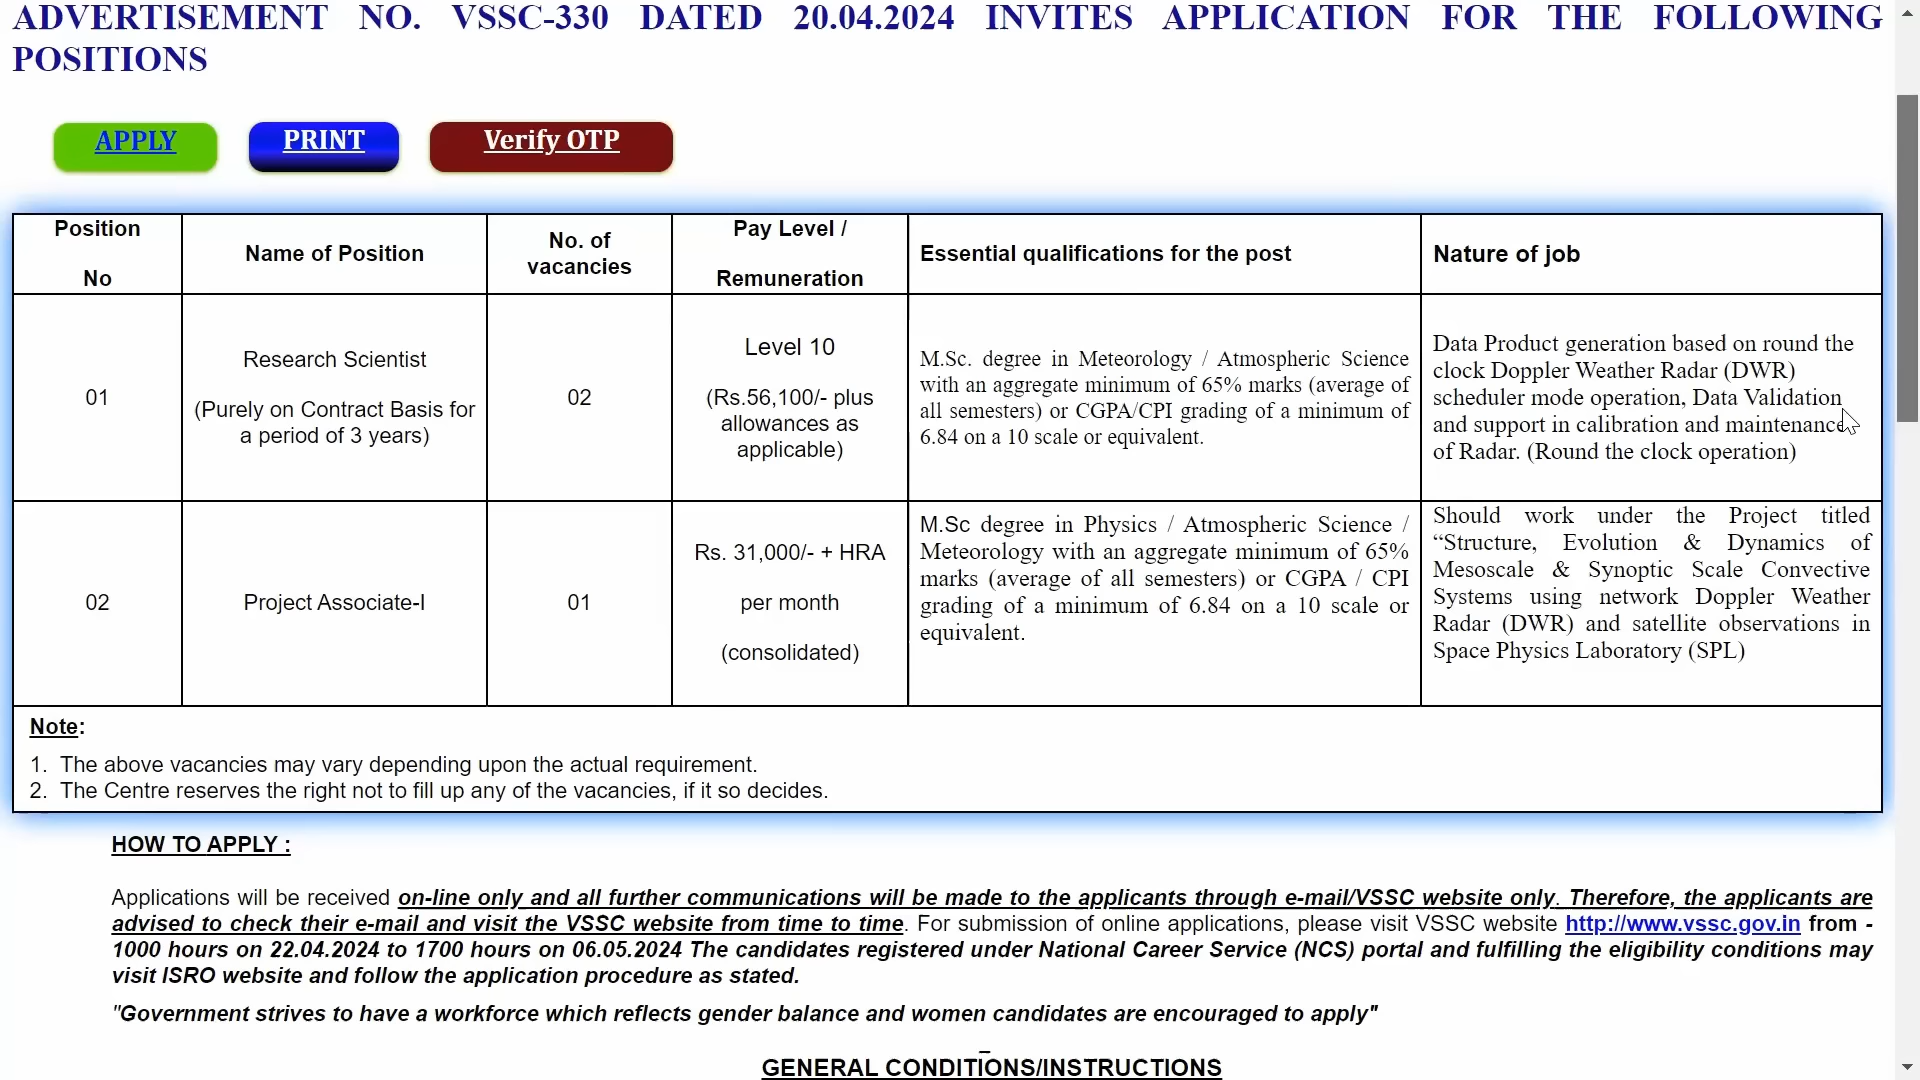 ADVERTISEMENT NO. VSSC-330 DATED 20.04.2024 INVITES APPLICATION FOR THE FOLLOWING
POSITIONS
APPLY
PRINT
Verify OTP
Position
No
Name of Position
No. of
vacancies
Pay Level /
Remuneration
Essential qualifications for the post
Nature of job
01
Research Scientist
(Purely on Contract Basis for
a period of 3 years)
02
Level 10
(Rs.56,100/- plus
allowances as
applicable)
M.Sc. degree in Meteorology / Atmospheric Science
with an aggregate minimum of 65% marks (average of
all semesters) or CGPA/CPI grading of a minimum of
6.84 on a 10 scale or equivalent.
Data Product generation based on round the
clock Doppler Weather Radar (DWR)
scheduler mode operation, Data Validation
and support in calibration and maintenance
of Radar. (Round the clock operation)
02
Project Associate-I
01
Rs. 31,000/- + HRA
per month
(consolidated)
M.Sc degree in Physics / Atmospheric Science /
Meteorology with an aggregate minimum of 65%
marks (average of all semesters) or CGPA / CPI
grading of a minimum of 6.84 on a 10 scale or
equivalent.
Should work under the Project titled
“Structure, Evolution & Dynamics of
Mesoscale & Synoptic Scale Convective
Systems using network Doppler Weather
Radar (DWR) and satellite observations in
Space Physics Laboratory (SPL)
Note:
1. The above vacancies may vary depending upon the actual requirement.
2. The Centre reserves the right not to fill up any of the vacancies, if it so decides.
HOW TO APPLY :
Applications will be received on-line only and all further communications will be made to the applicants through e-mail/VSSC website only. Therefore, the applicants are
advised to check their e-mail and visit the VSSC website from time to time. For submission of online applications, please visit VSSC website http://www.vssc.gov.in from -
1000 hours on 22.04.2024 to 1700 hours on 06.05.2024 The candidates registered under National Career Service (NCS) portal and fulfilling the eligibility conditions may
visit ISRO website and follow the application procedure as stated.
"Government strives to have a workforce which reflects gender balance and women candidates are encouraged to apply"
GENERAL CONDITIONS/INSTRUCTIONS